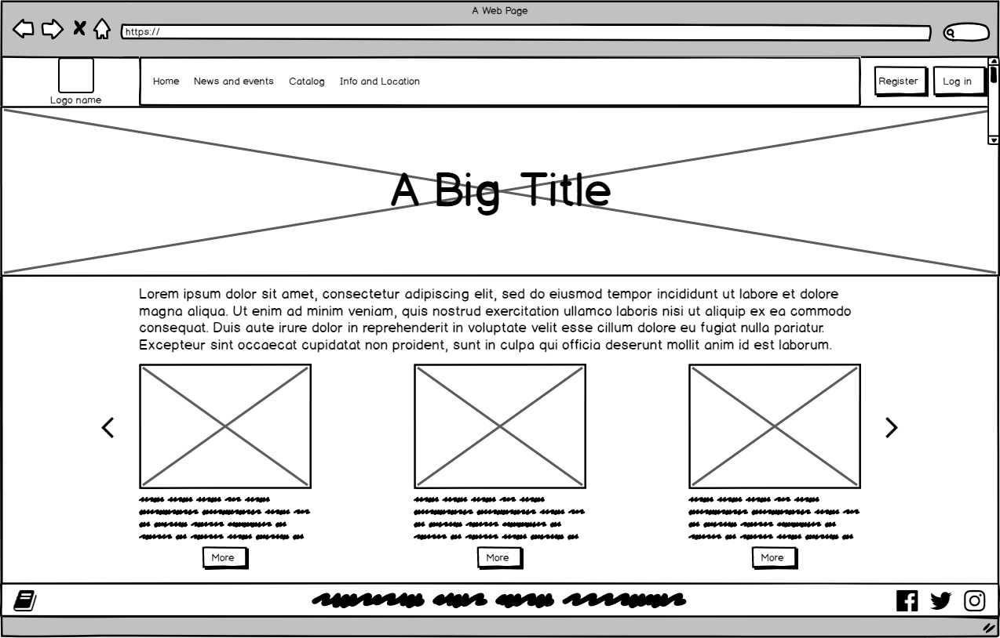 A Web Page
https://
Logo name
Home News and events Catalog Info and Location
Register Log in
A Big Title
Lorem ipsum dolor sit amet, consectetur adipiscing elit, sed do eiusmod tempor incididunt ut labore et dolore
magna aliqua. Ut enim ad minim veniam, quis nostrud exercitation ullamco laboris nisi ut aliquip ex ea commodo
consequat. Duis aute irure dolor in reprehenderit in voluptate velit esse cillum dolore eu fugiat nulla pariatur.
Excepteur sint occaecat cupidatat non proident, sunt in culpa qui officia deserunt mollit anim id est laborum.
More More More